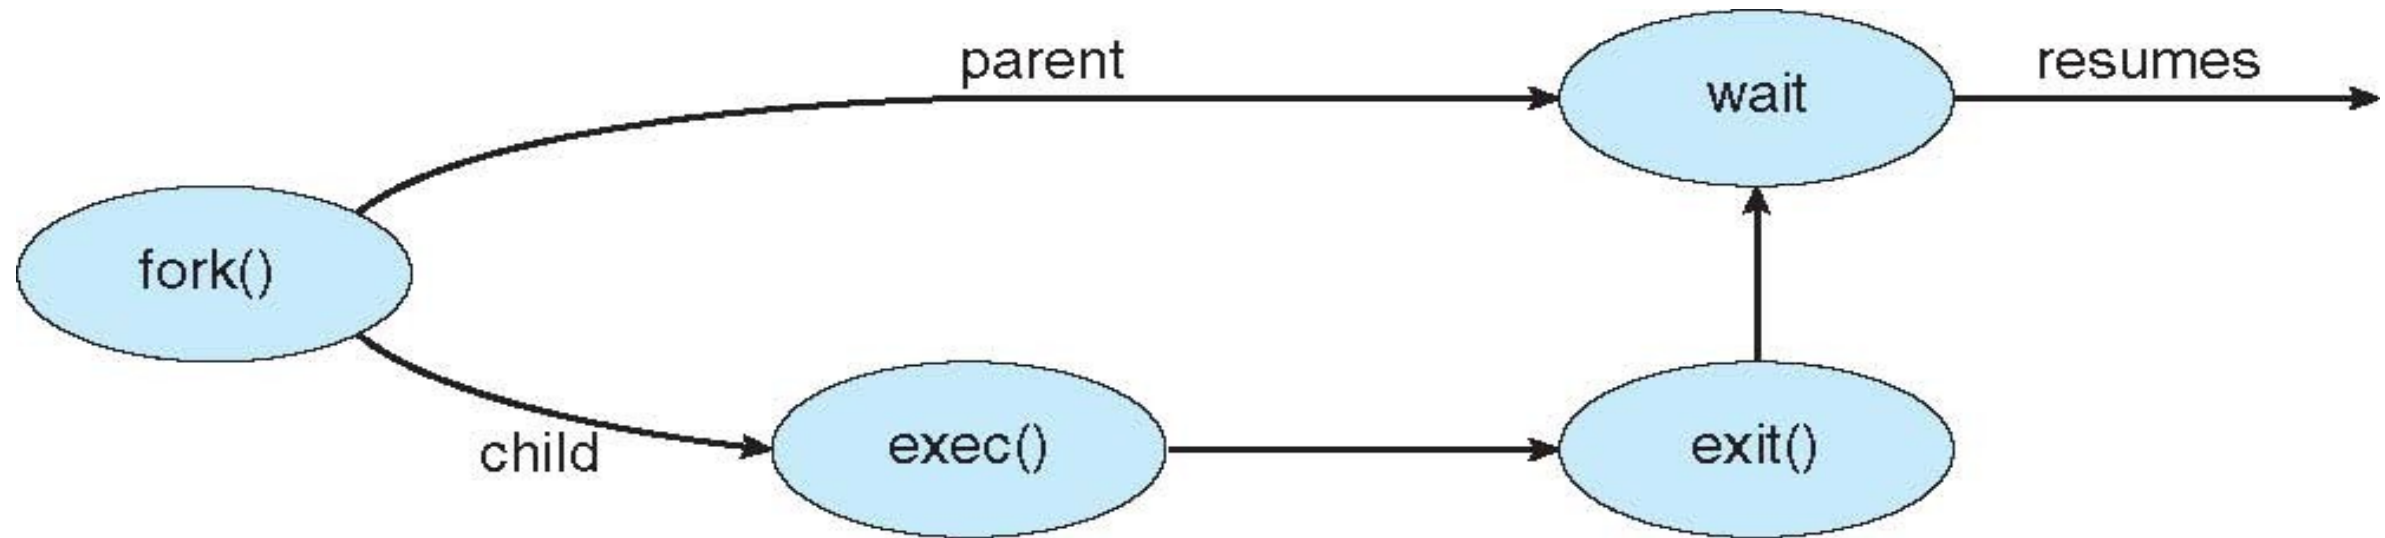 parent
resumes
wait
fork()
child
exec()
exit()